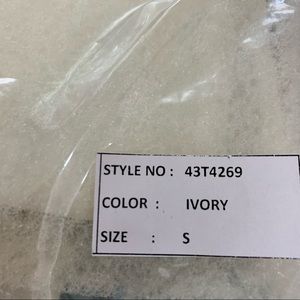 STYLE NO : 43T4269
COLOR : IVORY
SIZE : S